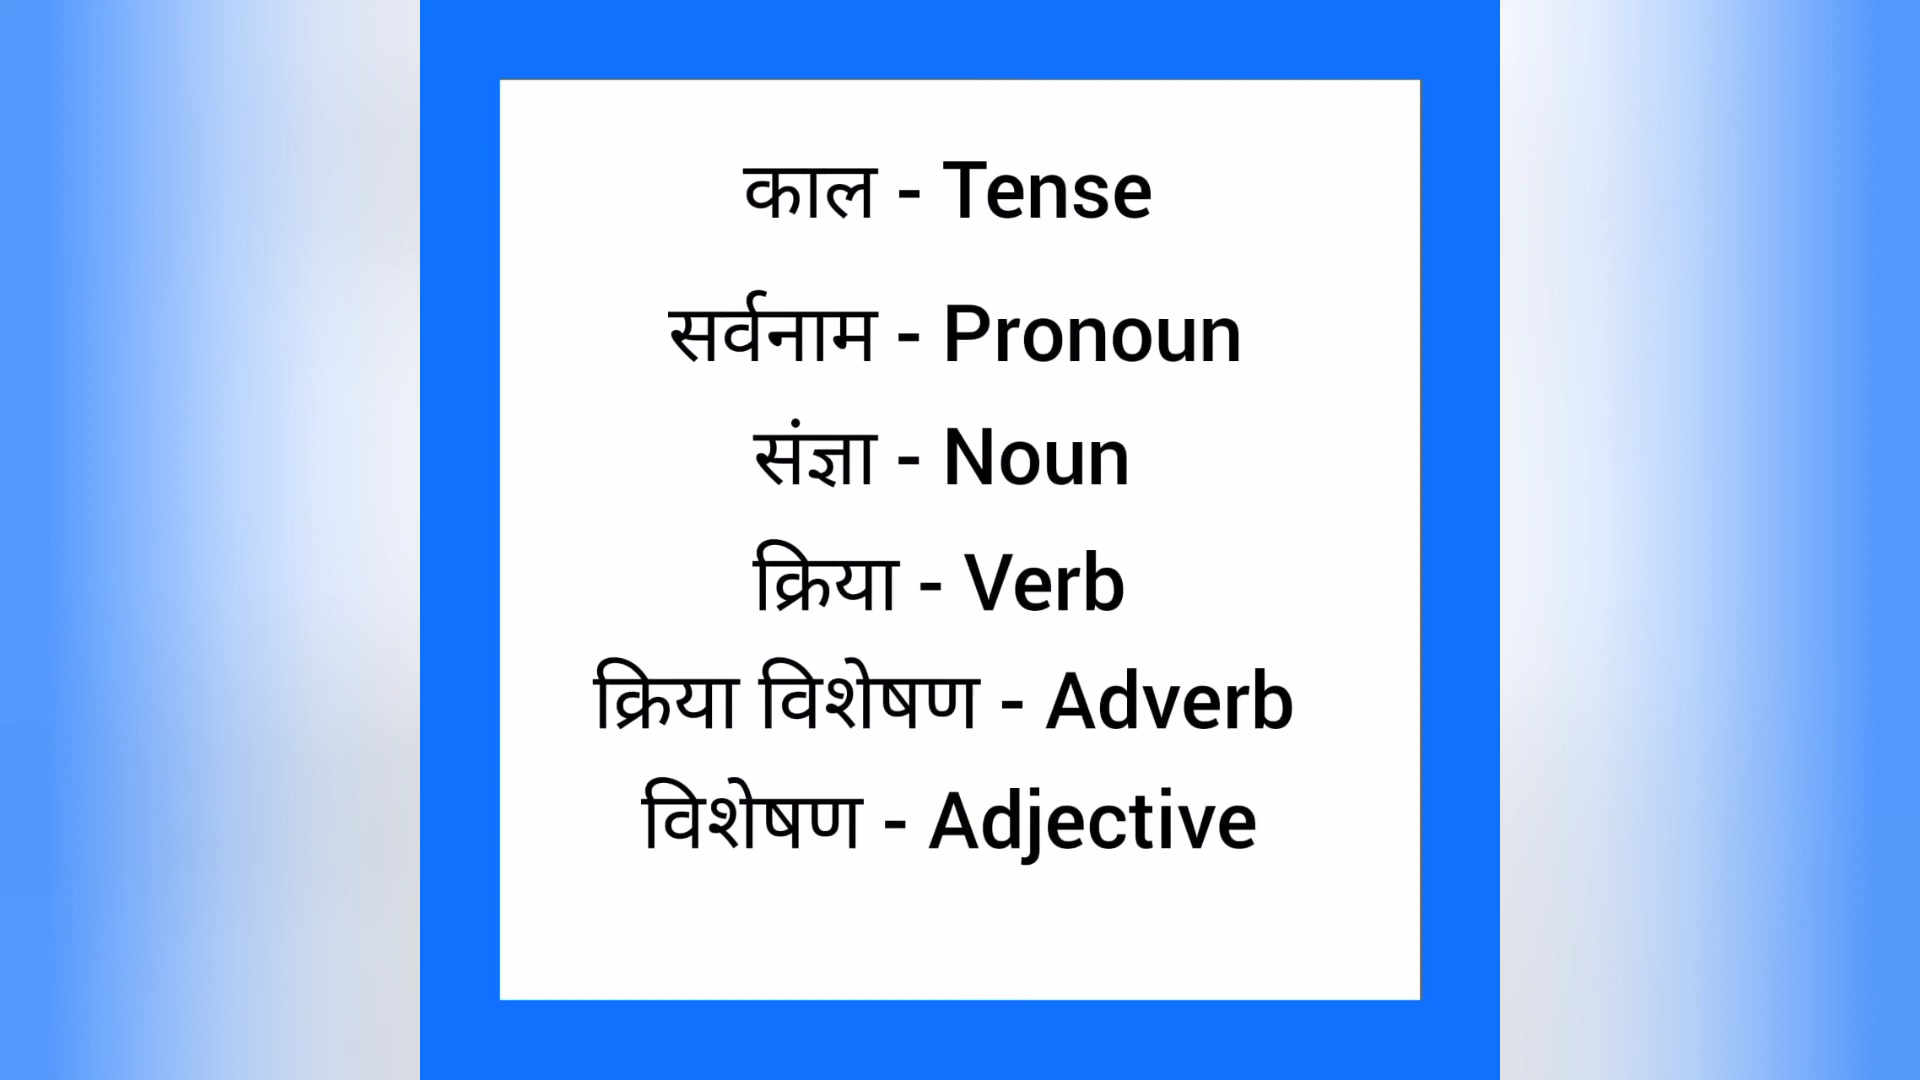 काल - Tense
सर्वनाम - Pronoun
संज्ञा - Noun
क्रिया - Verb
क्रिया विशेषण - Adverb
विशेषण - Adjective